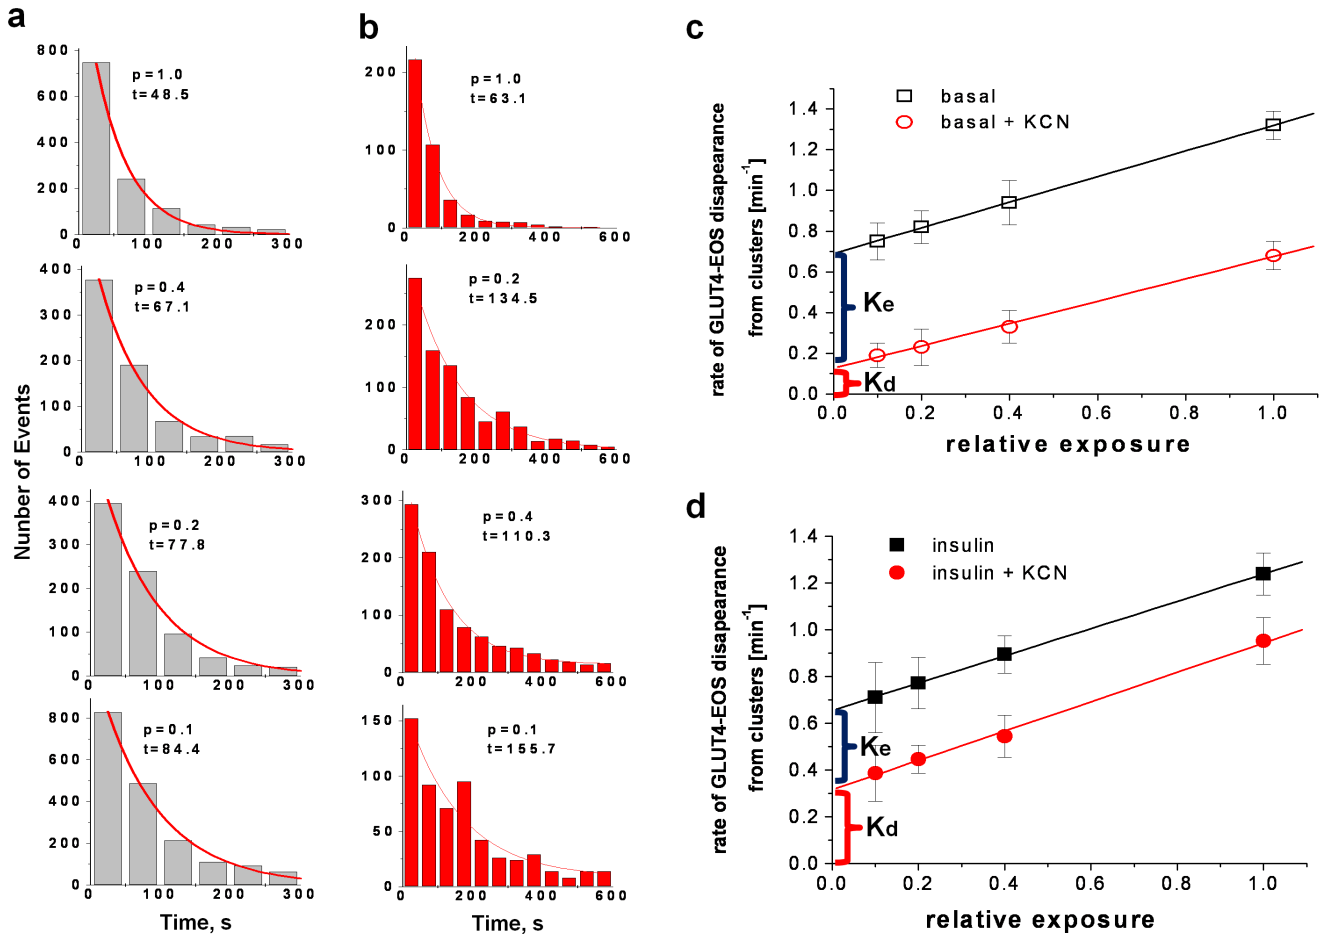 a
Nunber of Events
800
600
400
200
0
p=1.0
t=48.5
0
100
200
300
400
300
200
100
0
p=0.4
t=67.1
0
100
200
300
400
300
200
100
0
p=0.2
t=77.8
0
100
200
300
800
600
400
200
0
p=0.1
t=84.4
0
100
200
300
Time, s
b
200
100
0
p=1.0
t=63.1
0
200
400
600
200
100
0
p=0.2
t=134.5
0
200
400
600
300
200
100
0
p=0.4
t=110.3
0
200
400
600
150
100
50
0
p=0.1
t=155.7
0
200
400
600
Time, s
c
rate of GLUT4-EOS disapearance
from clusters [min⁻¹]
1.4
1.2
1.0
0.8
0.6
0.4
0.2
0.0
basal
basal + KCN
Ke
Kd
0.0
0.2
0.4
0.6
0.8
1.0
relative exposure
d
rate of GLUT4-EOS disapearance
from clusters [min⁻¹]
1.4
1.2
1.0
0.8
0.6
0.4
0.2
0.0
insulin
insulin + KCN
Ke
Kd
0.0
0.2
0.4
0.6
0.8
1.0
relative exposure